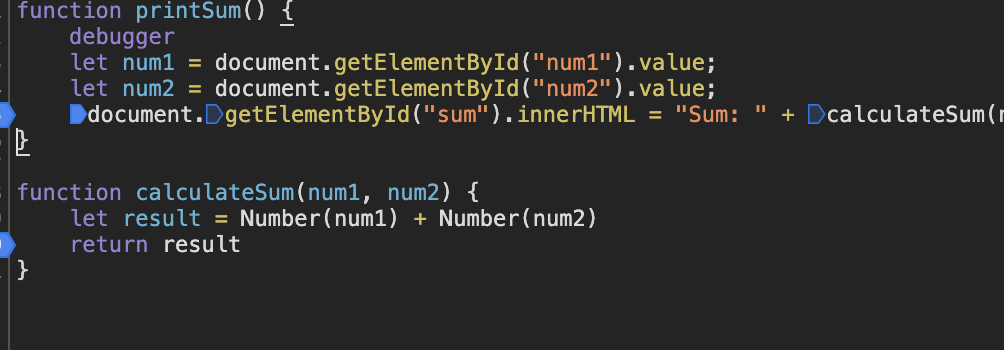 function printSum() {
    debugger
    let num1 = document.getElementById("num1").value;
    let num2 = document.getElementById("num2").value;
    document.getElementById("sum").innerHTML = "Sum: " + calculateSum(
}
function calculateSum(num1, num2) {
    let result = Number(num1) + Number(num2)
    return result
}